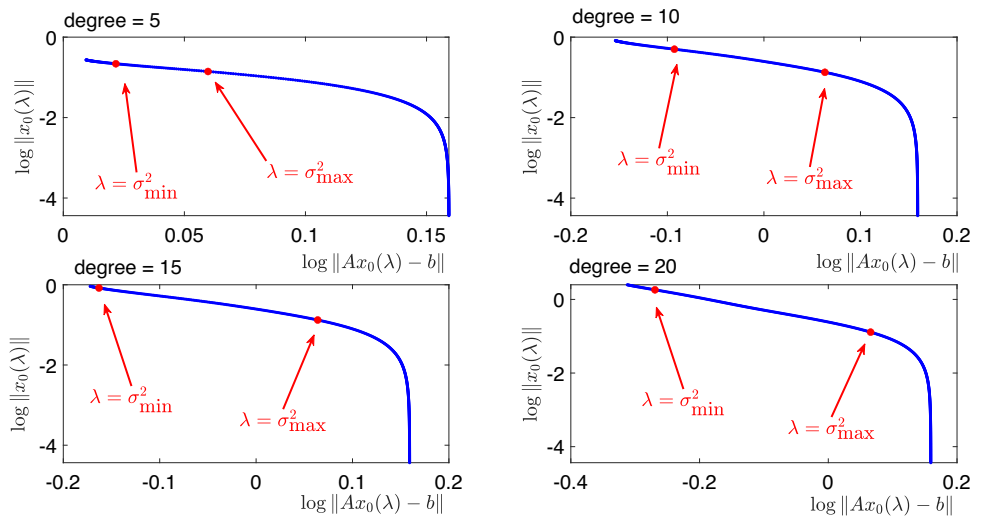 degree = 5
0
-2
-4
log ‖x₀(λ)‖
λ = σ²min
λ = σ²max
0 0.05 0.1 0.15
log ‖Ax₀(λ) − b‖
degree = 10
0
-2
-4
log ‖x₀(λ)‖
λ = σ²min
λ = σ²max
-0.2 -0.1 0 0.1 0.2
log ‖Ax₀(λ) − b‖
degree = 15
0
-2
-4
log ‖x₀(λ)‖
λ = σ²min
λ = σ²max
-0.2 -0.1 0 0.1 0.2
log ‖Ax₀(λ) − b‖
degree = 20
0
-2
-4
log ‖x₀(λ)‖
λ = σ²min
λ = σ²max
-0.4 -0.2 0 0.2
log ‖Ax₀(λ) − b‖